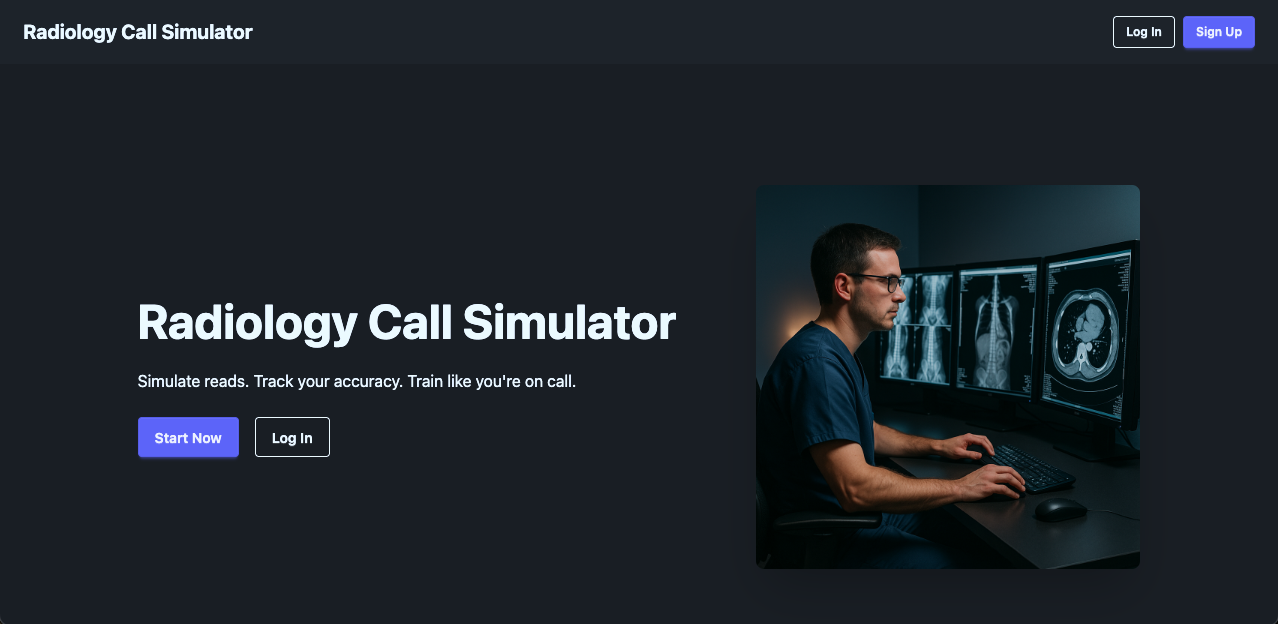 Radiology Call Simulator
Log In
Sign Up
Radiology Call Simulator
Simulate reads. Track your accuracy. Train like you're on call.
Start Now
Log In